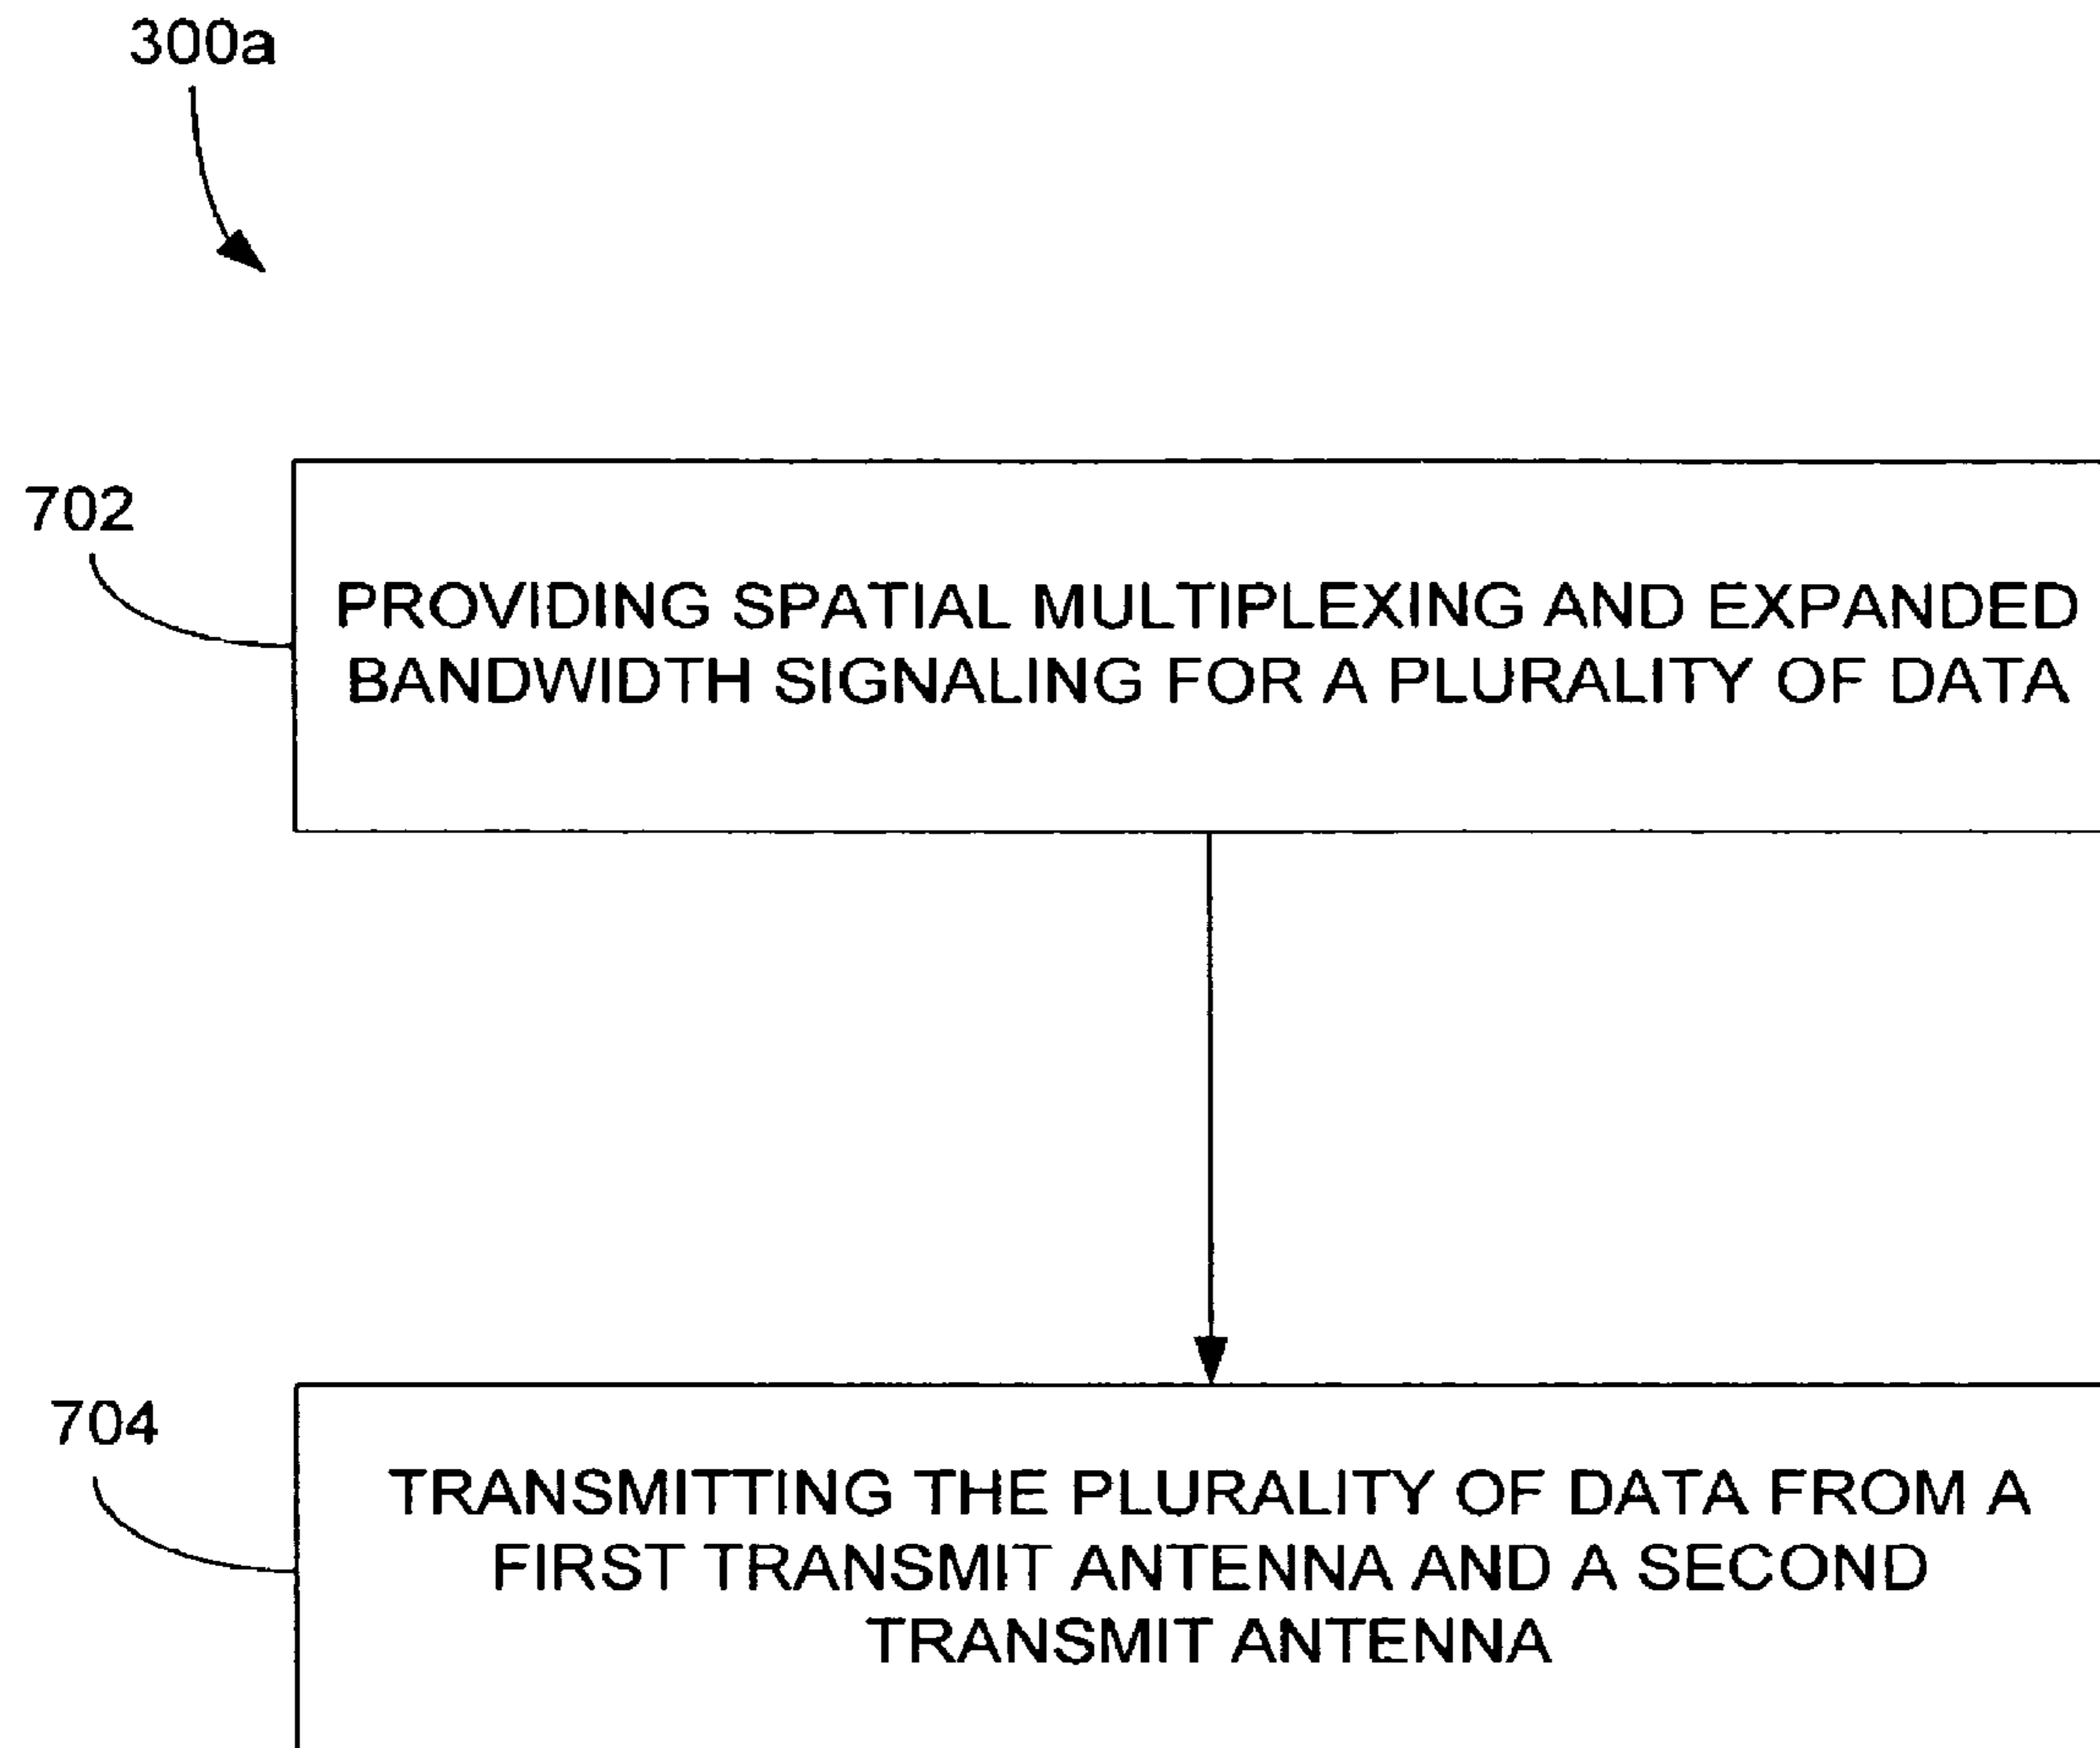 300a
702
PROVIDING SPATIAL MULTIPLEXING AND EXPANDED
BANDWIDTH SIGNALING FOR A PLURALITY OF DATA
704
TRANSMITTING THE PLURALITY OF DATA FROM A
FIRST TRANSMIT ANTENNA AND A SECOND
TRANSMIT ANTENNA